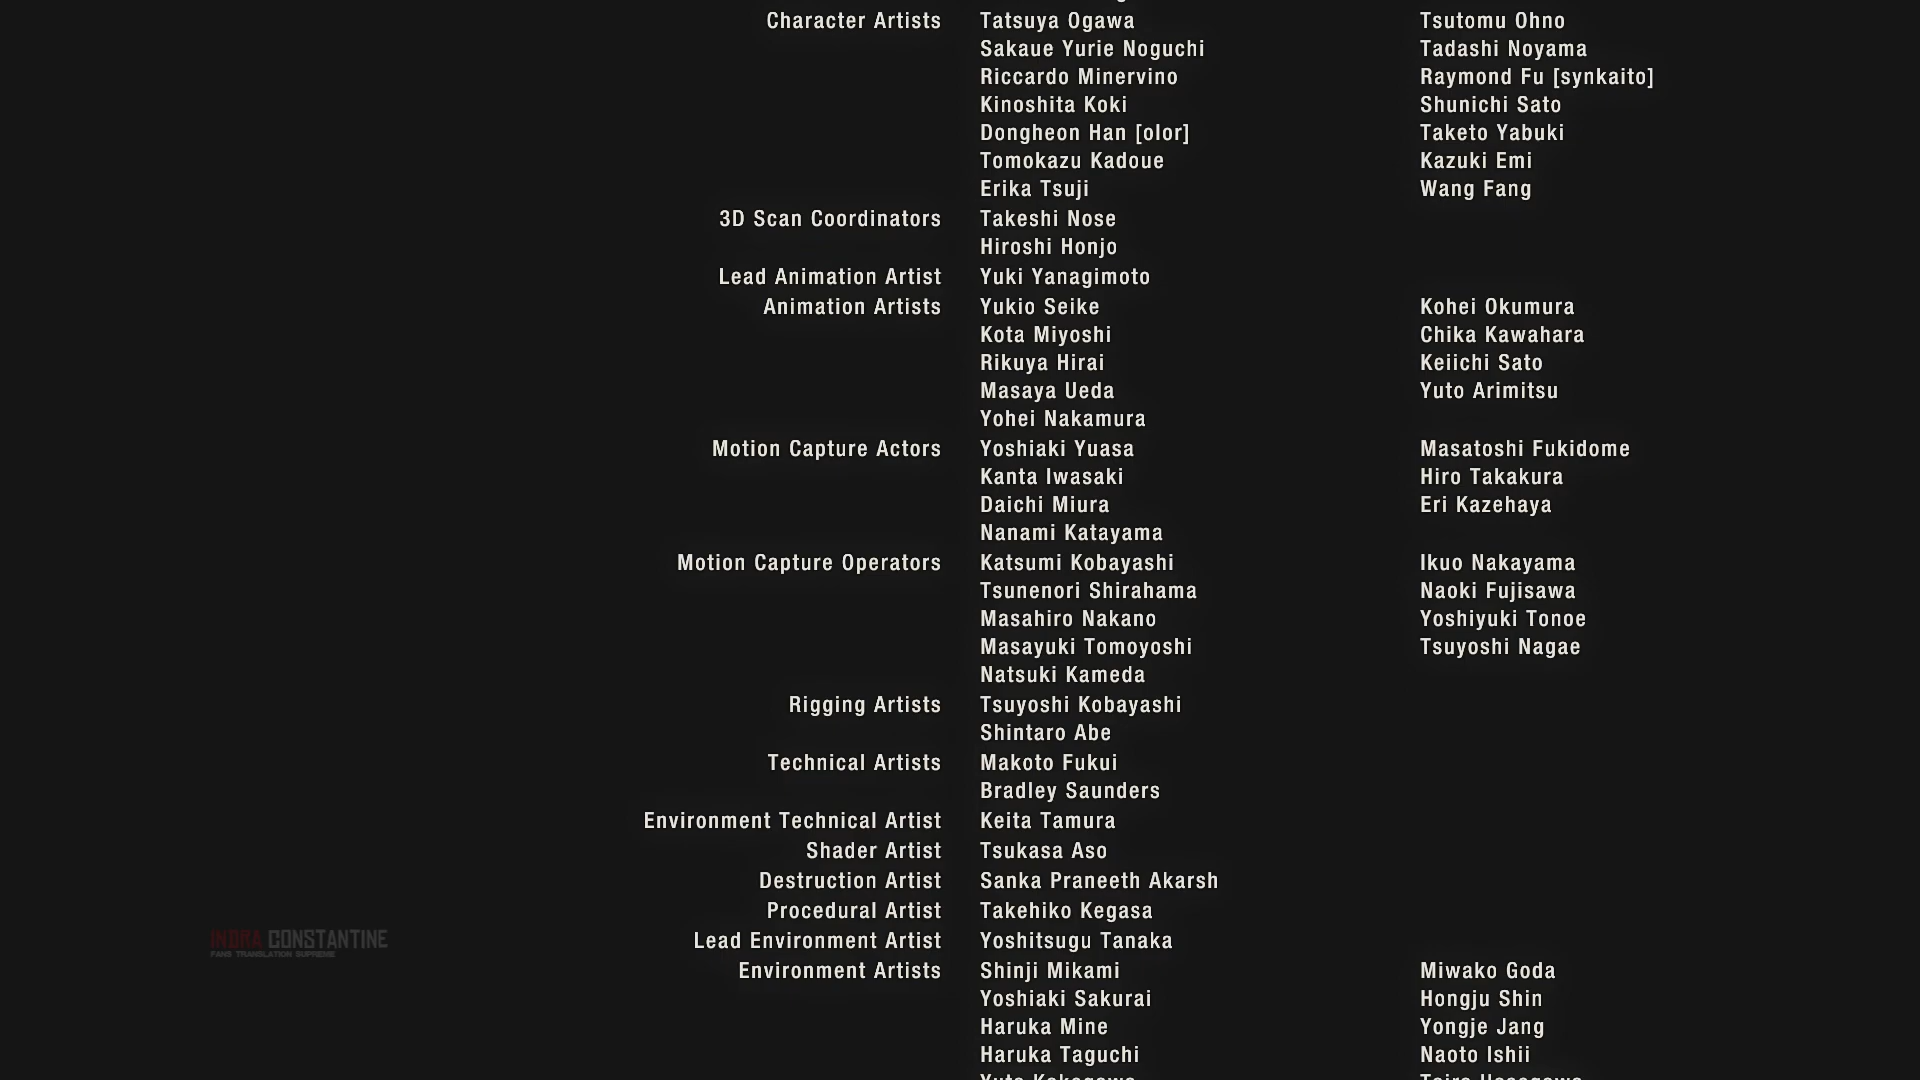 Character Artists Tatsuya Ogawa Tsutomu Ohno
Sakaue Yurie Noguchi Tadashi Noyama
Riccardo Minervino Raymond Fu [synkaito]
Kinoshita Koki Shunichi Sato
Dongheon Han [olor] Taketo Yabuki
Tomokazu Kadoue Kazuki Emi
Erika Tsuji Wang Fang
3D Scan Coordinators Takeshi Nose
Hiroshi Honjo
Lead Animation Artist Yuki Yanagimoto
Animation Artists Yukio Seike Kohei Okumura
Kota Miyoshi Chika Kawahara
Rikuya Hirai Keiichi Sato
Masaya Ueda Yuto Arimitsu
Yohei Nakamura
Motion Capture Actors Yoshiaki Yuasa Masatoshi Fukidome
Kanta Iwasaki Hiro Takakura
Daichi Miura Eri Kazehaya
Nanami Katayama
Motion Capture Operators Katsumi Kobayashi Ikuo Nakayama
Tsunenori Shirahama Naoki Fujisawa
Masahiro Nakano Yoshiyuki Tonoe
Masayuki Tomoyoshi Tsuyoshi Nagae
Natsuki Kameda
Rigging Artists Tsuyoshi Kobayashi
Shintaro Abe
Technical Artists Makoto Fukui
Bradley Saunders
Environment Technical Artist Keita Tamura
Shader Artist Tsukasa Aso
Destruction Artist Sanka Praneeth Akarsh
Procedural Artist Takehiko Kegasa
Lead Environment Artist Yoshitsugu Tanaka
INDRA CONSTANTINE
FANS TRANSLATION SUPREME
Environment Artists Shinji Mikami Miwako Goda
Yoshiaki Sakurai Hongju Shin
Haruka Mine Yongje Jang
Haruka Taguchi Naoto Ishii